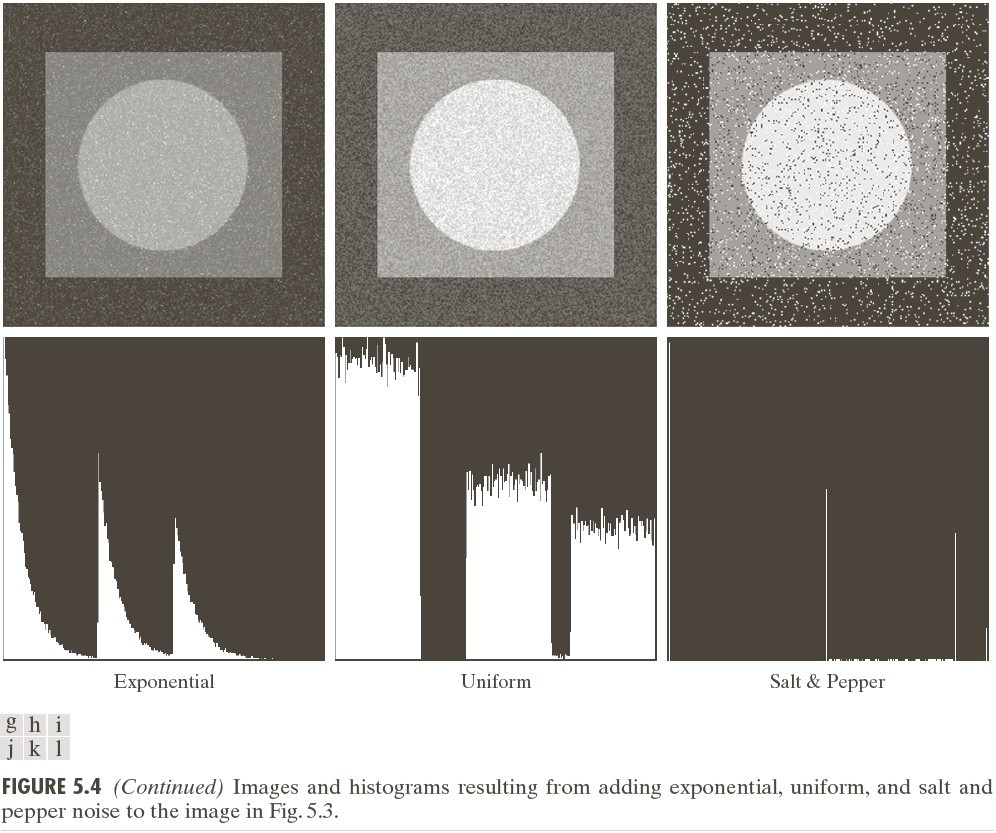 Exponential Uniform Salt & Pepper
g h i
j k l
FIGURE 5.4 (Continued) Images and histograms resulting from adding exponential, uniform, and salt and
pepper noise to the image in Fig. 5.3.